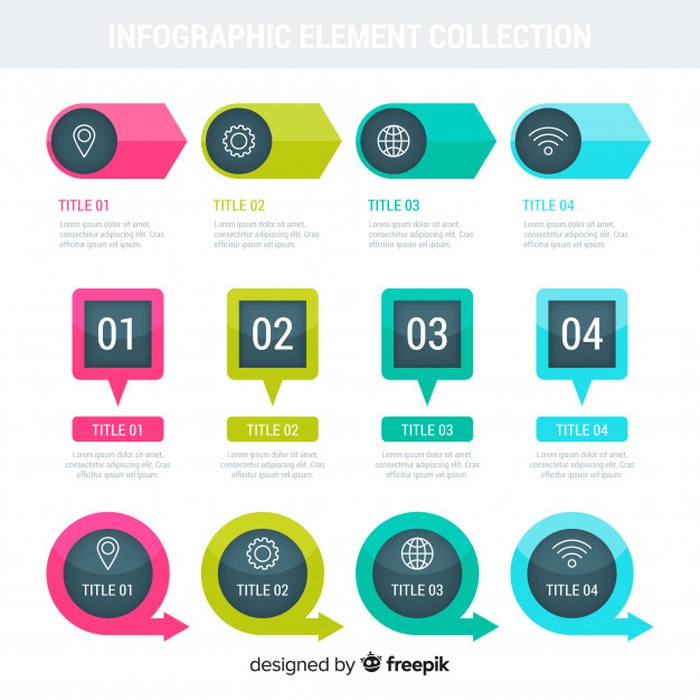 INFOGRAPHIC ELEMENT COLLECTION
TITLE 01
Lorem ipsum dolor sit amet,
consectetur adipiscing elit. Cras
efficitur ipsum vel ipsum.
TITLE 02
Lorem ipsum dolor sit amet,
consectetur adipiscing elit. Cras
efficitur ipsum vel ipsum.
TITLE 03
Lorem ipsum dolor sit amet,
consectetur adipiscing elit. Cras
efficitur ipsum vel ipsum.
TITLE 04
Lorem ipsum dolor sit amet,
consectetur adipiscing elit. Cras
efficitur ipsum vel ipsum.
01
TITLE 01
Lorem ipsum dolor sit amet,
consectetur adipiscing elit. Cras
efficitur ipsum vel ipsum.
02
TITLE 02
Lorem ipsum dolor sit amet,
consectetur adipiscing elit. Cras
efficitur ipsum vel ipsum.
03
TITLE 03
Lorem ipsum dolor sit amet,
consectetur adipiscing elit. Cras
efficitur ipsum vel ipsum.
04
TITLE 04
Lorem ipsum dolor sit amet,
consectetur adipiscing elit. Cras
efficitur ipsum vel ipsum.
TITLE 01
TITLE 02
TITLE 03
TITLE 04
designed by freepik